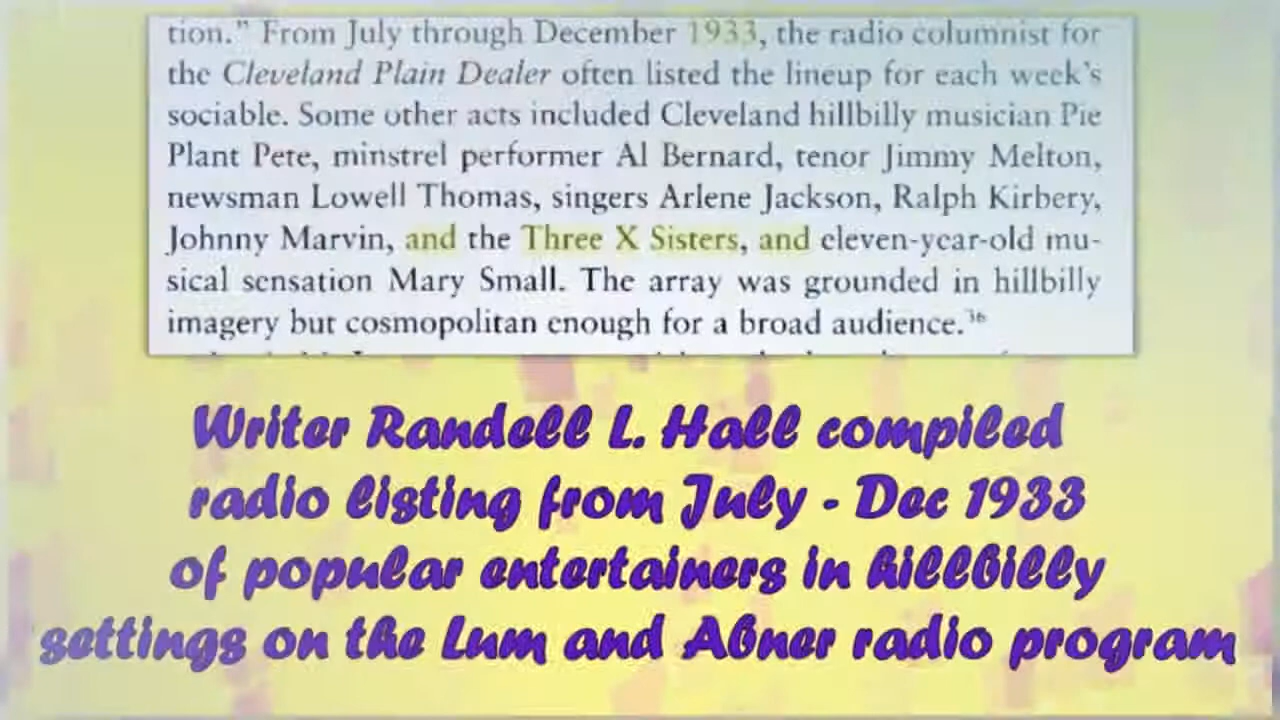 tion." From July through December 1933, the radio columnist for
the Cleveland Plain Dealer often listed the lineup for each week's
sociable. Some other acts included Cleveland hillbilly musician Pie
Plant Pete, minstrel performer Al Bernard, tenor Jimmy Melton,
newsman Lowell Thomas, singers Arlene Jackson, Ralph Kirbery,
Johnny Marvin, and the Three X Sisters, and eleven-year-old mu-
sical sensation Mary Small. The array was grounded in hillbilly
imagery but cosmopolitan enough for a broad audience.36
Writer Randell L. Hall compiled
radio listing from July - Dec 1933
of popular entertainers in hillbilly
settings on the Lum and Abner radio program